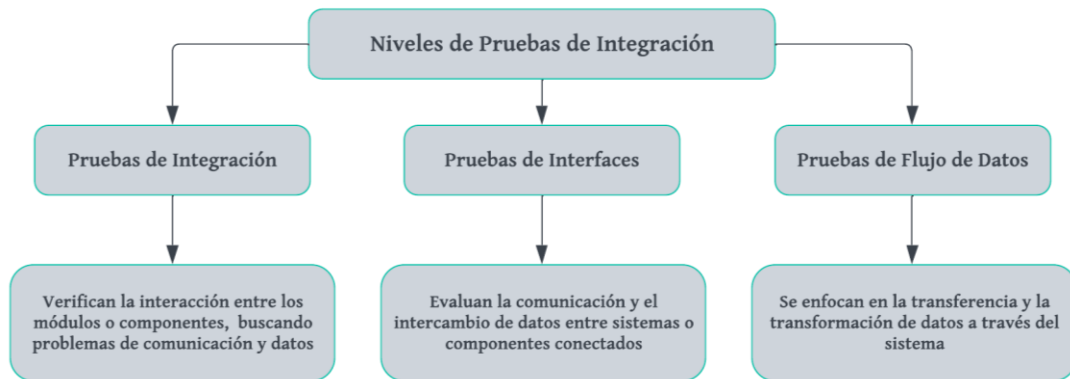 Niveles de Pruebas de Integración
Pruebas de Integración
Pruebas de Interfaces
Pruebas de Flujo de Datos
Verifican la interacción entre los
módulos o componentes, buscando
problemas de comunicación y datos
Evaluan la comunicación y el
intercambio de datos entre sistemas o
componentes conectados
Se enfocan en la transferencia y la
transformación de datos a través del
sistema